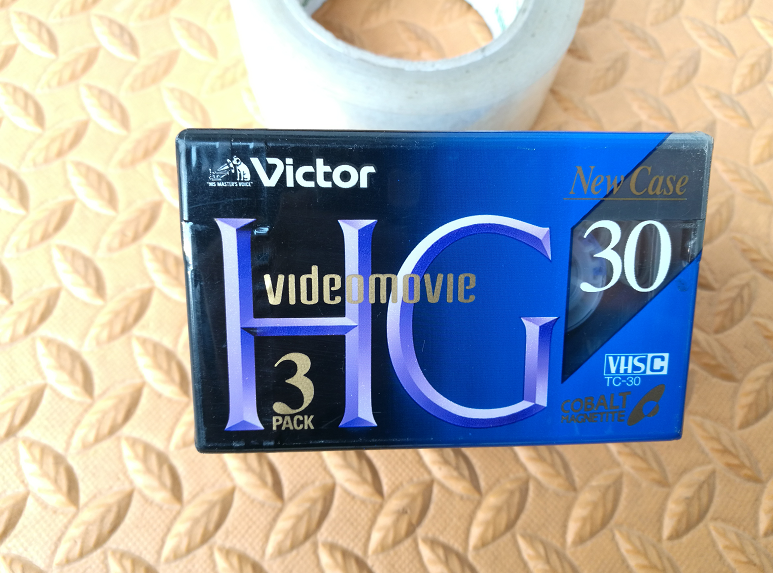 "HIS MASTER'S VOICE"
Victor
New Case
HG
videomovie
30
3
PACK
VHS C
TC-30
COBALT
MAGNETITE